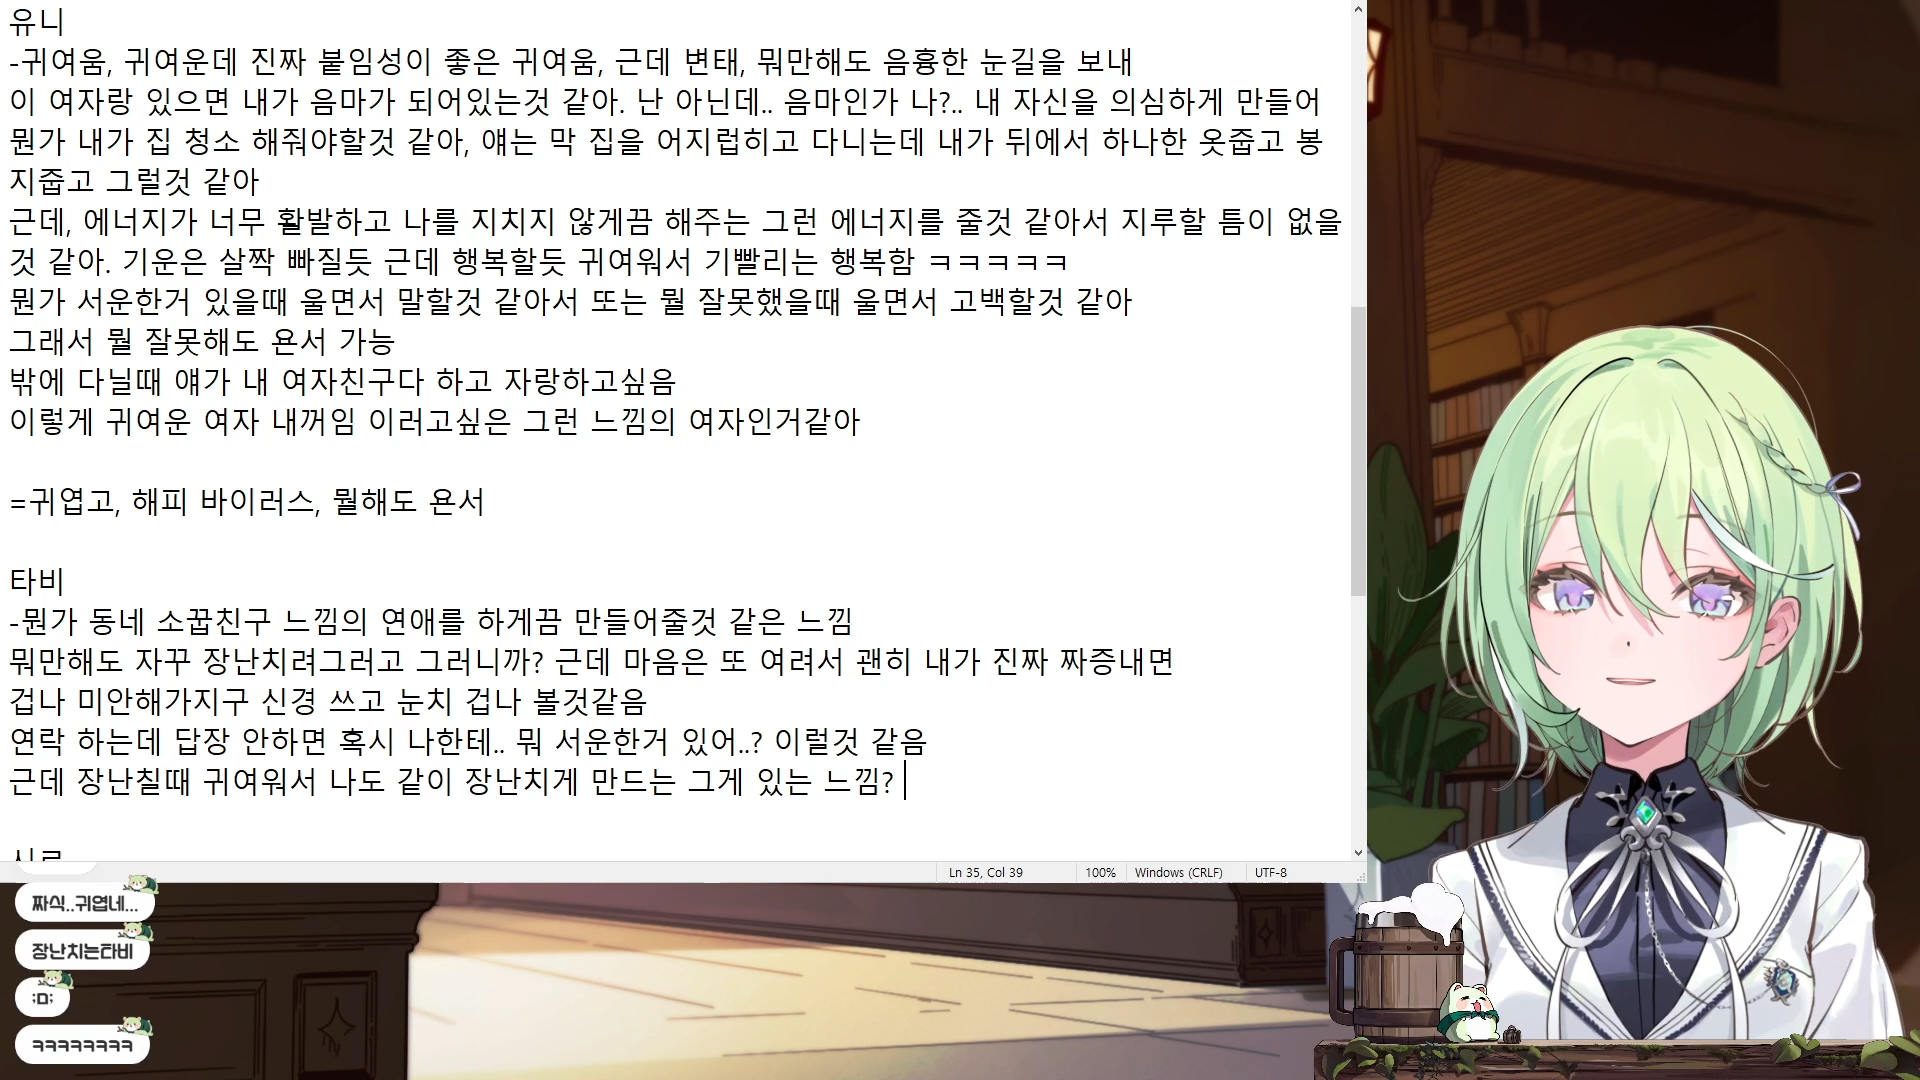 유니
-귀여움, 귀여운데 진짜 붙임성이 좋은 귀여움, 근데 변태, 뭐만해도 음흉한 눈길을 보내
이 여자랑 있으면 내가 음마가 되어있는것 같아. 난 아닌데.. 음마인가 나?.. 내 자신을 의심하게 만들어
뭔가 내가 집 청소 해줘야할것 같아, 얘는 막 집을 어지럽히고 다니는데 내가 뒤에서 하나한 옷줍고 봉
지줍고 그럴것 같아
근데, 에너지가 너무 활발하고 나를 지치지 않게끔 해주는 그런 에너지를 줄것 같아서 지루할 틈이 없을
것 같아. 기운은 살짝 빠질듯 근데 행복할듯 귀여워서 기빨리는 행복함 ㅋㅋㅋㅋㅋ
뭔가 서운한거 있을때 울면서 말할것 같아서 또는 뭘 잘못했을때 울면서 고백할것 같아
그래서 뭘 잘못해도 욘서 가능
밖에 다닐때 얘가 내 여자친구다 하고 자랑하고싶음
이렇게 귀여운 여자 내꺼임 이러고싶은 그런 느낌의 여자인거같아
=귀엽고, 해피 바이러스, 뭘해도 욘서
타비
-뭔가 동네 소꿉친구 느낌의 연애를 하게끔 만들어줄것 같은 느낌
뭐만해도 자꾸 장난치려그러고 그러니까? 근데 마음은 또 여려서 괜히 내가 진짜 짜증내면
겁나 미안해가지구 신경 쓰고 눈치 겁나 볼것같음
연락 하는데 답장 안하면 혹시 나한테.. 뭐 서운한거 있어..? 이럴것 같음
근데 장난칠때 귀여워서 나도 같이 장난치게 만드는 그게 있는 느낌?
Ln 35, Col 39
100%
Windows (CRLF)
UTF-8
짜식..귀엽네...
장난치는타비
;ㅁ;
ㅋㅋㅋㅋㅋㅋㅋㅋ